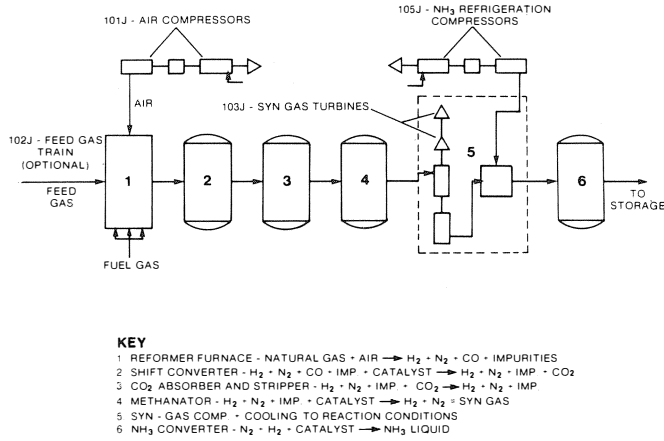 101J - AIR COMPRESSORS
105J - NH₃ REFRIGERATION
COMPRESSORS
AIR
103J - SYN GAS TURBINES
102J - FEED GAS
TRAIN
(OPTIONAL)
FEED
GAS
1
2
3
4
5
6
TO
STORAGE
FUEL GAS
KEY
1 REFORMER FURNACE - NATURAL GAS + AIR → H₂ + N₂ + CO + IMPURITIES
2 SHIFT CONVERTER - H₂ + N₂ + CO + IMP. + CATALYST → H₂ + N₂ + IMP. + CO₂
3 CO₂ ABSORBER AND STRIPPER - H₂ + N₂ + IMP. + CO₂ → H₂ + N₂ + IMP.
4 METHANATOR - H₂ + N₂ + IMP. + CATALYST → H₂ + N₂ = SYN GAS
5 SYN - GAS COMP. + COOLING TO REACTION CONDITIONS
6 NH₃ CONVERTER - N₂ + H₂ + CATALYST → NH₃ LIQUID